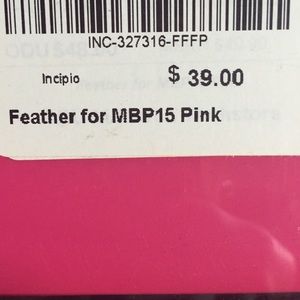 INC-327316-FFFP
Incipio $ 39.00
Feather for MBP15 Pink